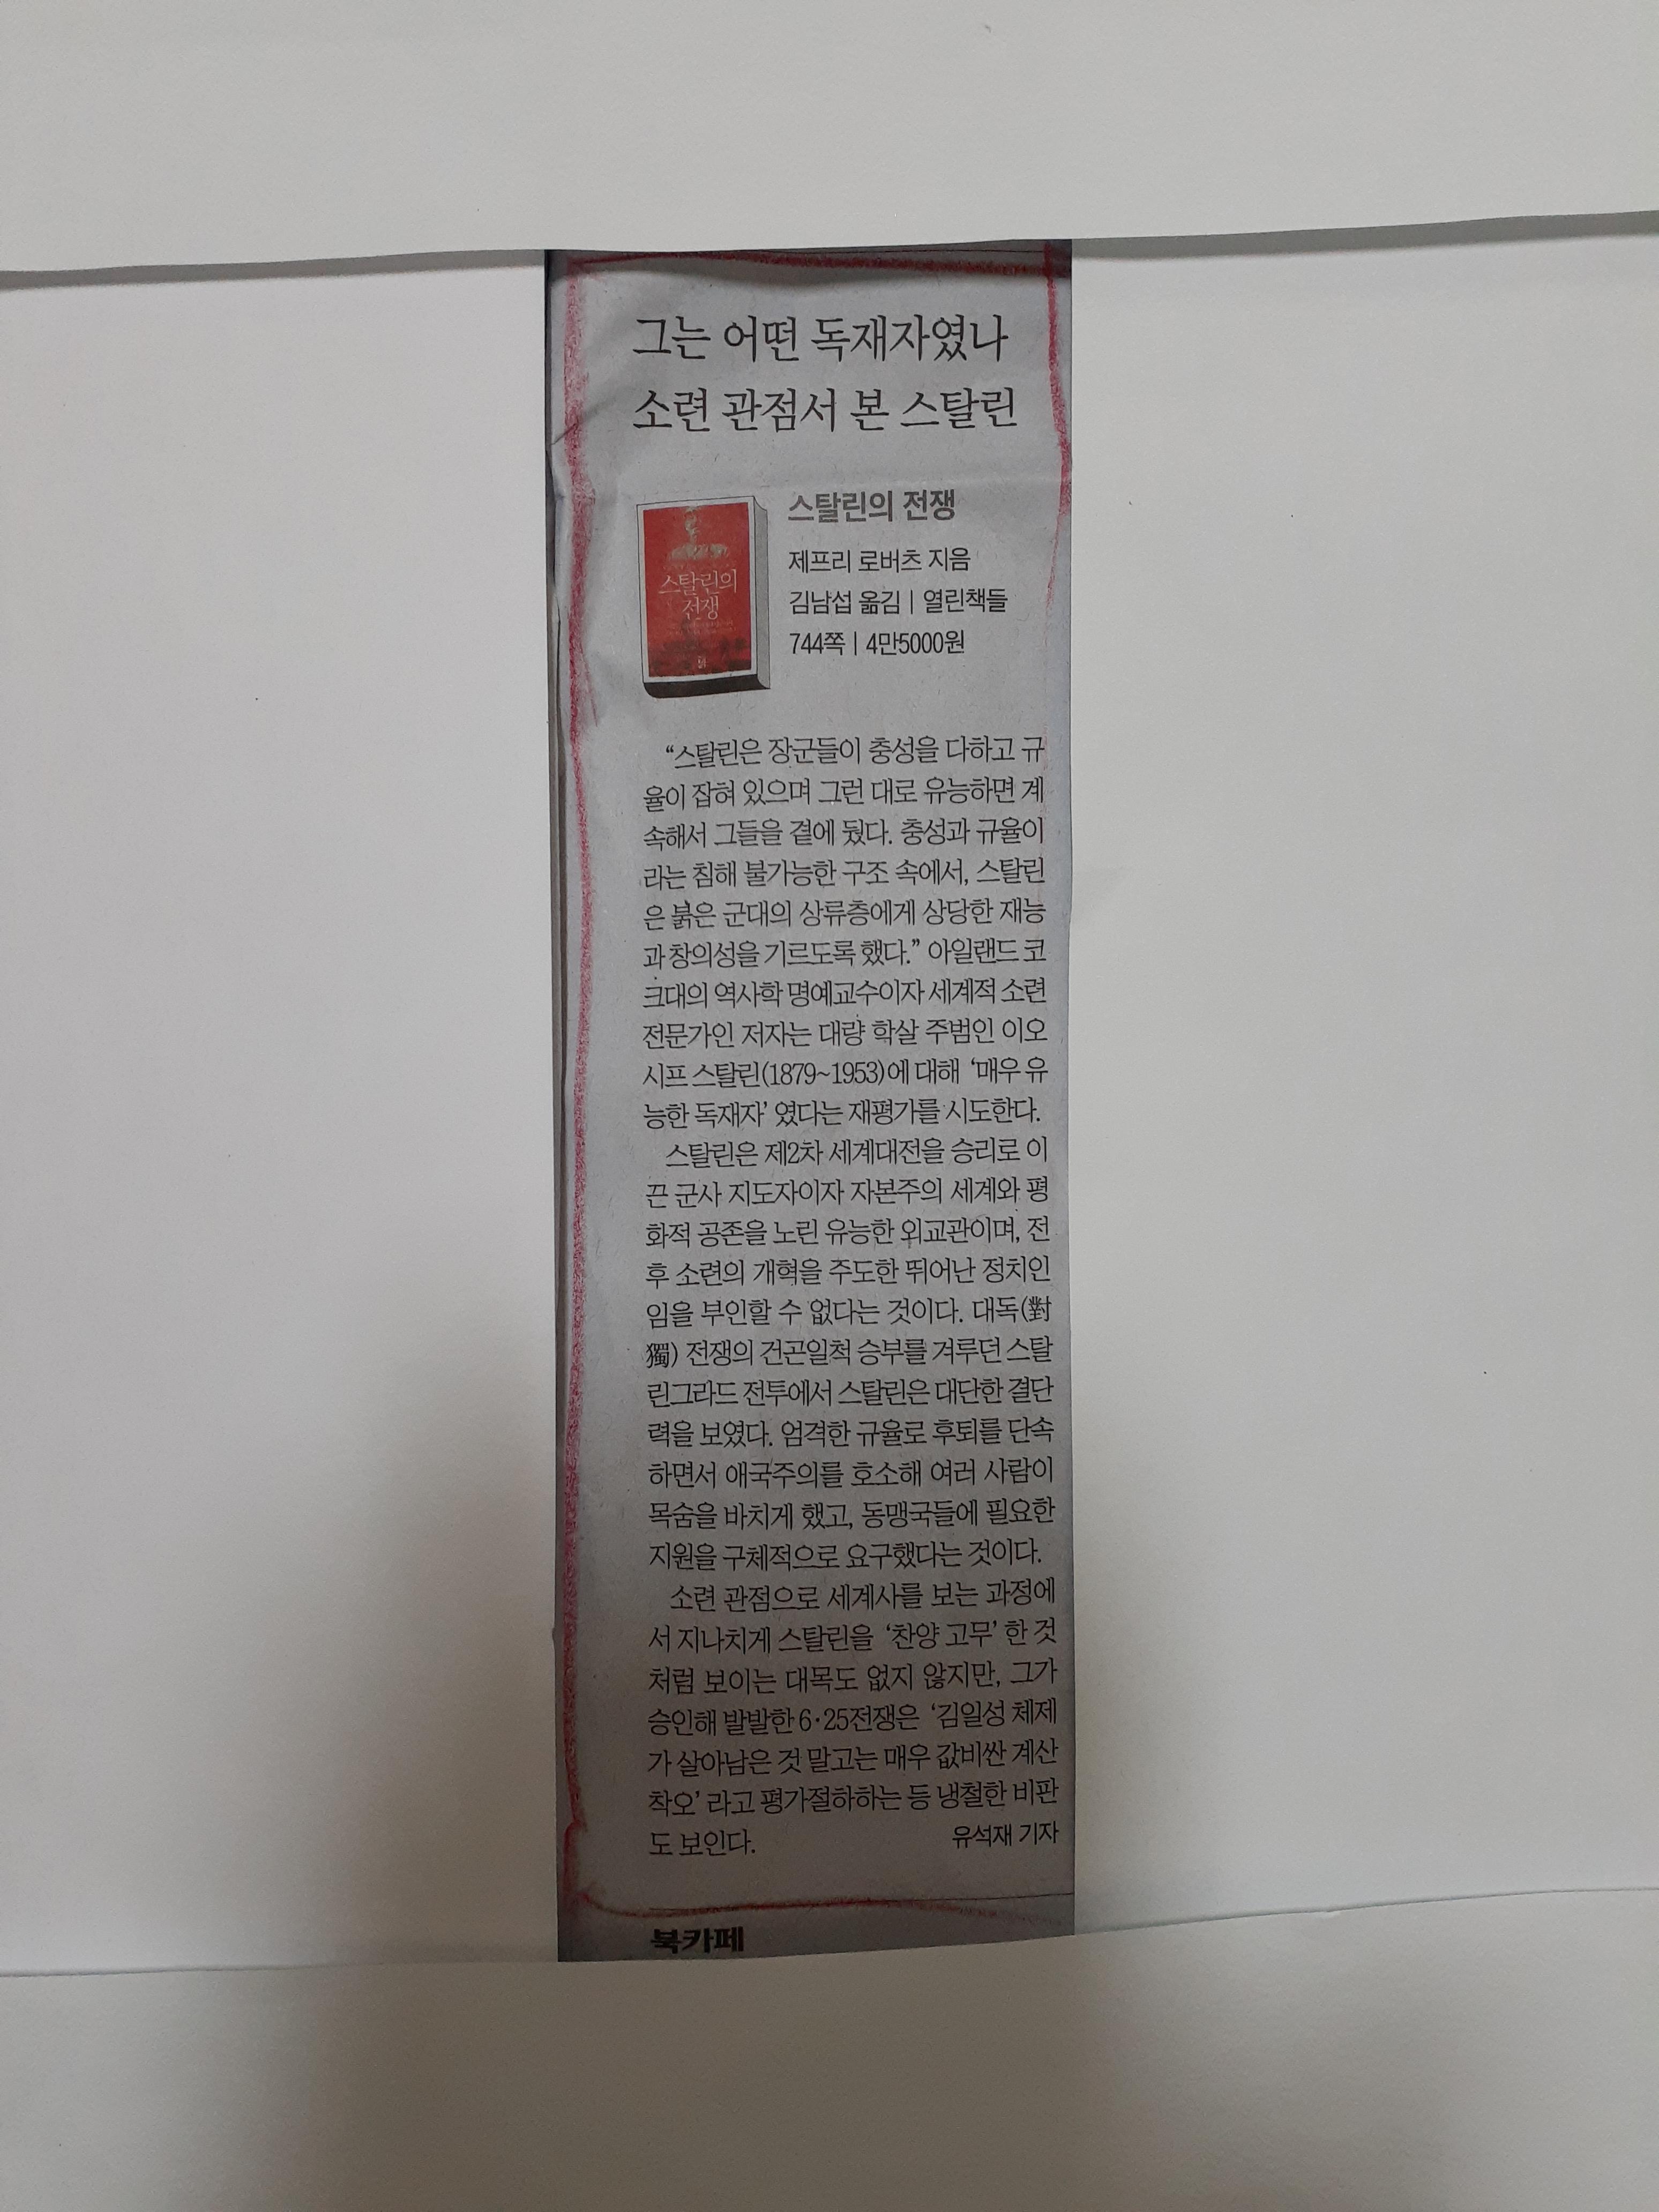 그는 어떤 독재자였나
소련 관점서 본 스탈린
스탈린의
전쟁
스탈린의 전쟁
제프리 로버츠 지음
김남섭 옮김 | 열린책들
744쪽 | 4만5000원
“스탈린은 장군들이 충성을 다하고 규
율이 잡혀 있으며 그런 대로 유능하면 계
속해서 그들을 곁에 뒀다. 충성과 규율이
라는 침해 불가능한 구조 속에서, 스탈린
은 붉은 군대의 상류층에게 상당한 재능
과 창의성을 기르도록 했다.” 아일랜드 코
크대의 역사학 명예교수이자 세계적 소련
전문가인 저자는 대량 학살 주범인 이오
시프 스탈린(1879~1953)에 대해 ‘매우 유
능한 독재자’였다는 재평가를 시도한다.
스탈린은 제2차 세계대전을 승리로 이
끈 군사 지도자이자 자본주의 세계와 평
화적 공존을 노린 유능한 외교관이며, 전
후 소련의 개혁을 주도한 뛰어난 정치인
임을 부인할 수 없다는 것이다. 대독(對
獨) 전쟁의 건곤일척 승부를 겨루던 스탈
린그라드 전투에서 스탈린은 대단한 결단
력을 보였다. 엄격한 규율로 후퇴를 단속
하면서 애국주의를 호소해 여러 사람이
목숨을 바치게 했고, 동맹국들에 필요한
지원을 구체적으로 요구했다는 것이다.
소련 관점으로 세계사를 보는 과정에
서 지나치게 스탈린을 ‘찬양 고무’한 것
처럼 보이는 대목도 없지 않지만, 그가
승인해 발발한 6·25전쟁은 ‘김일성 체제
가 살아남은 것 말고는 매우 값비싼 계산
착오’라고 평가절하하는 등 냉철한 비판
도 보인다. 유석재 기자
북카페